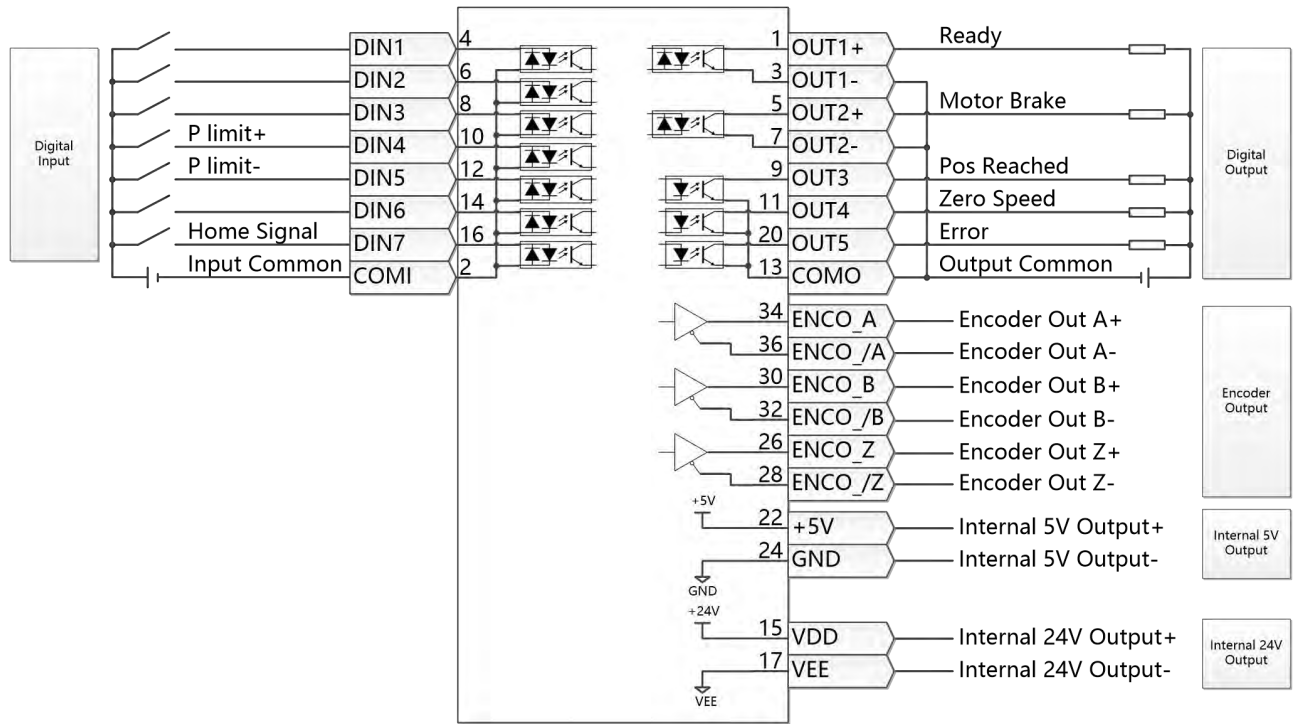 Digital
Input
DIN1
4
DIN2
6
DIN3
8
P limit+
DIN4
10
P limit-
DIN5
12
DIN6
14
Home Signal
DIN7
16
Input Common
COMI
2
1
OUT1+
Ready
3
OUT1-
5
OUT2+
Motor Brake
7
OUT2-
9
OUT3
Pos Reached
11
OUT4
Zero Speed
20
OUT5
Error
13
COMO
Output Common
Digital
Output
34
ENCO_A
Encoder Out A+
36
ENCO_/A
Encoder Out A-
30
ENCO_B
Encoder Out B+
32
ENCO_/B
Encoder Out B-
26
ENCO_Z
Encoder Out Z+
28
ENCO_/Z
Encoder Out Z-
Encoder
Output
+5V
22
+5V
Internal 5V Output+
24
GND
Internal 5V Output-
GND
Internal 5V
Output
+24V
15
VDD
Internal 24V Output+
17
VEE
Internal 24V Output-
VEE
Internal 24V
Output